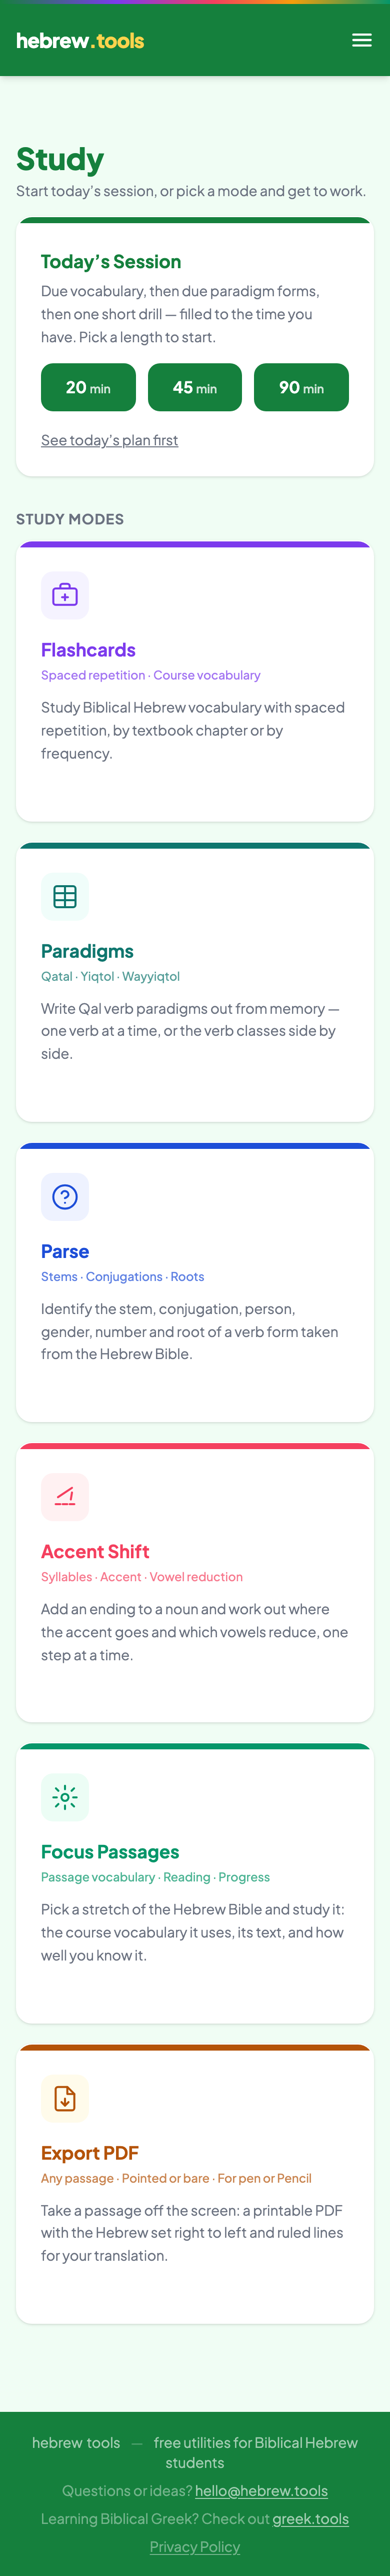 hebrew.tools
Study
Start today's session, or pick a mode and get to work.
Today’s Session
Due vocabulary, then due paradigm forms,
then one short drill — filled to the time you
have. Pick a length to start.
20 min 45 min 90 min
See today’s plan first
STUDY MODES
Flashcards
Spaced repetition · Course vocabulary
Study Biblical Hebrew vocabulary with spaced
repetition, by textbook chapter or by
frequency.
Paradigms
Qatal · Yiqtol · Wayyiqtol
Write Qal verb paradigms out from memory —
one verb at a time, or the verb classes side by
side.
Parse
Stems · Conjugations · Roots
Identify the stem, conjugation, person,
gender, number and root of a verb form taken
from the Hebrew Bible.
Accent Shift
Syllables · Accent · Vowel reduction
Add an ending to a noun and work out where
the accent goes and which vowels reduce, one
step at a time.
Focus Passages
Passage vocabulary · Reading · Progress
Pick a stretch of the Hebrew Bible and study it:
the course vocabulary it uses, its text, and how
well you know it.
Export PDF
Any passage · Pointed or bare · For pen or Pencil
Take a passage off the screen: a printable PDF
with the Hebrew set right to left and ruled lines
for your translation.
hebrew tools — free utilities for Biblical Hebrew
students
Questions or ideas? hello@hebrew.tools
Learning Biblical Greek? Check out greek.tools
Privacy Policy